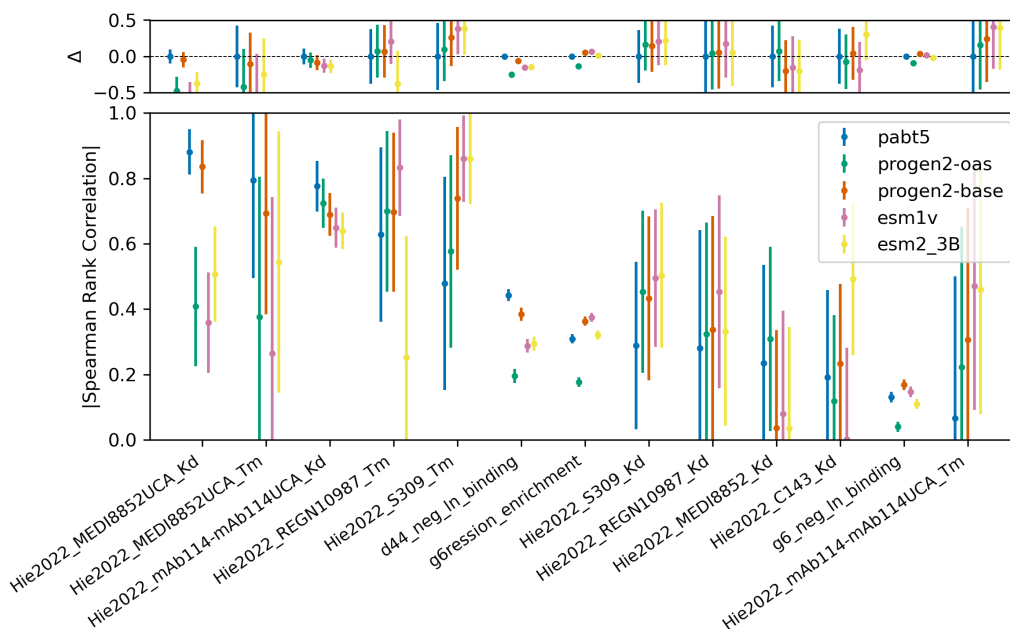 0.5
0.0
−0.5
Δ
1.0
0.8
0.6
0.4
0.2
0.0
|Spearman Rank Correlation|
pabt5
progen2-oas
progen2-base
esm1v
esm2_3B
Hie2022_MEDI8852UCA_Kd
Hie2022_MEDI8852UCA_Tm
Hie2022_mAb114-mAb114UCA_Kd
Hie2022_REGN10987_Tm
Hie2022_S309_Tm
d44_neg_ln_binding
g6ression_enrichment
Hie2022_S309_Kd
Hie2022_REGN10987_Kd
Hie2022_MEDI8852_Kd
Hie2022_C143_Kd
g6_neg_ln_binding
Hie2022_mAb114-mAb114UCA_Tm